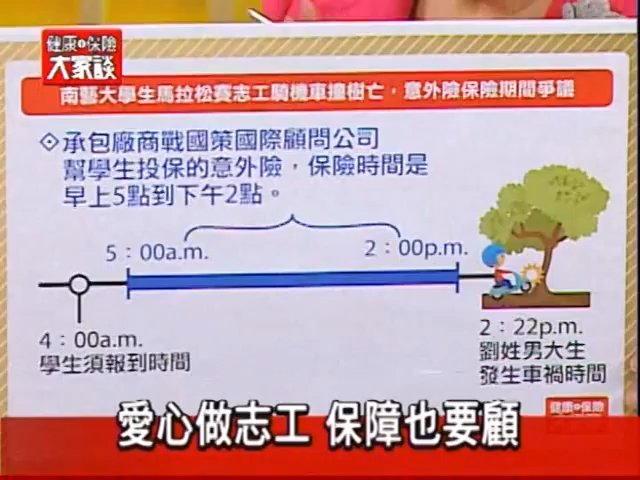 健康保險
大家談
南藝大學生馬拉松賽志工騎機車撞樹亡，意外險保險期間爭議
◇承包廠商戰國策國際顧問公司
幫學生投保的意外險，保險時間是
早上5點到下午2點。
5：00a.m.
2：00p.m.
4：00a.m.
學生須報到時間
2：22p.m.
劉姓男大生
發生車禍時間
健康保險
愛心做志工 保障也要顧